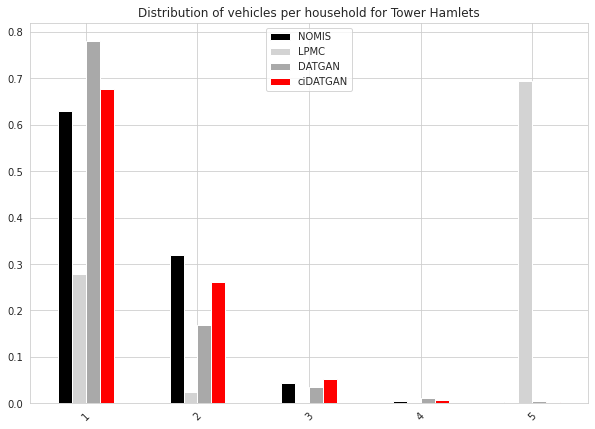 Distribution of vehicles per household for Tower Hamlets
NOMIS
LPMC
DATGAN
ciDATGAN
0.8
0.7
0.6
0.5
0.4
0.3
0.2
0.1
0.0
1
2
3
4
5